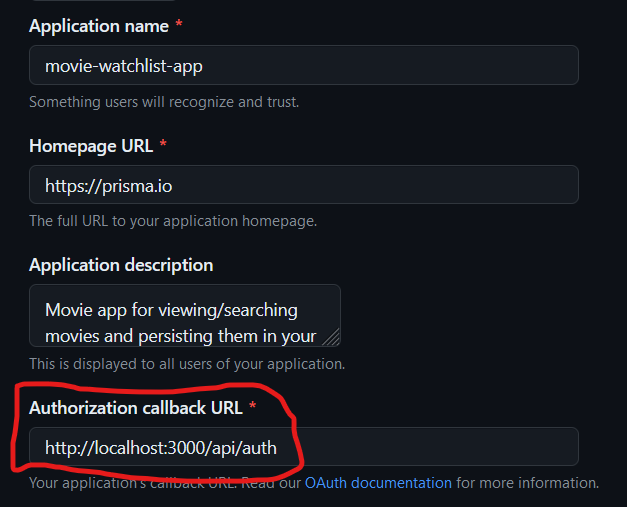 Application name *
movie-watchlist-app
Something users will recognize and trust.
Homepage URL *
https://prisma.io
The full URL to your application homepage.
Application description
Movie app for viewing/searching
movies and persisting them in your
This is displayed to all users of your application.
Authorization callback URL *
http://localhost:3000/api/auth
Your application's callback URL. Read our OAuth documentation for more information.